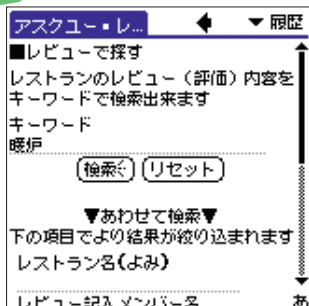 アスクユー・レ... ▼ 履歴
■レビューで探す
レストランのレビュー(評価)内容を
キーワードで検索出来ます
キーワード
暖炉
検索 リセット
▼あわせて検索▼
下の項目でより結果が絞り込まれます
レストラン名(よみ)
レビュー記入メンバー名 あ